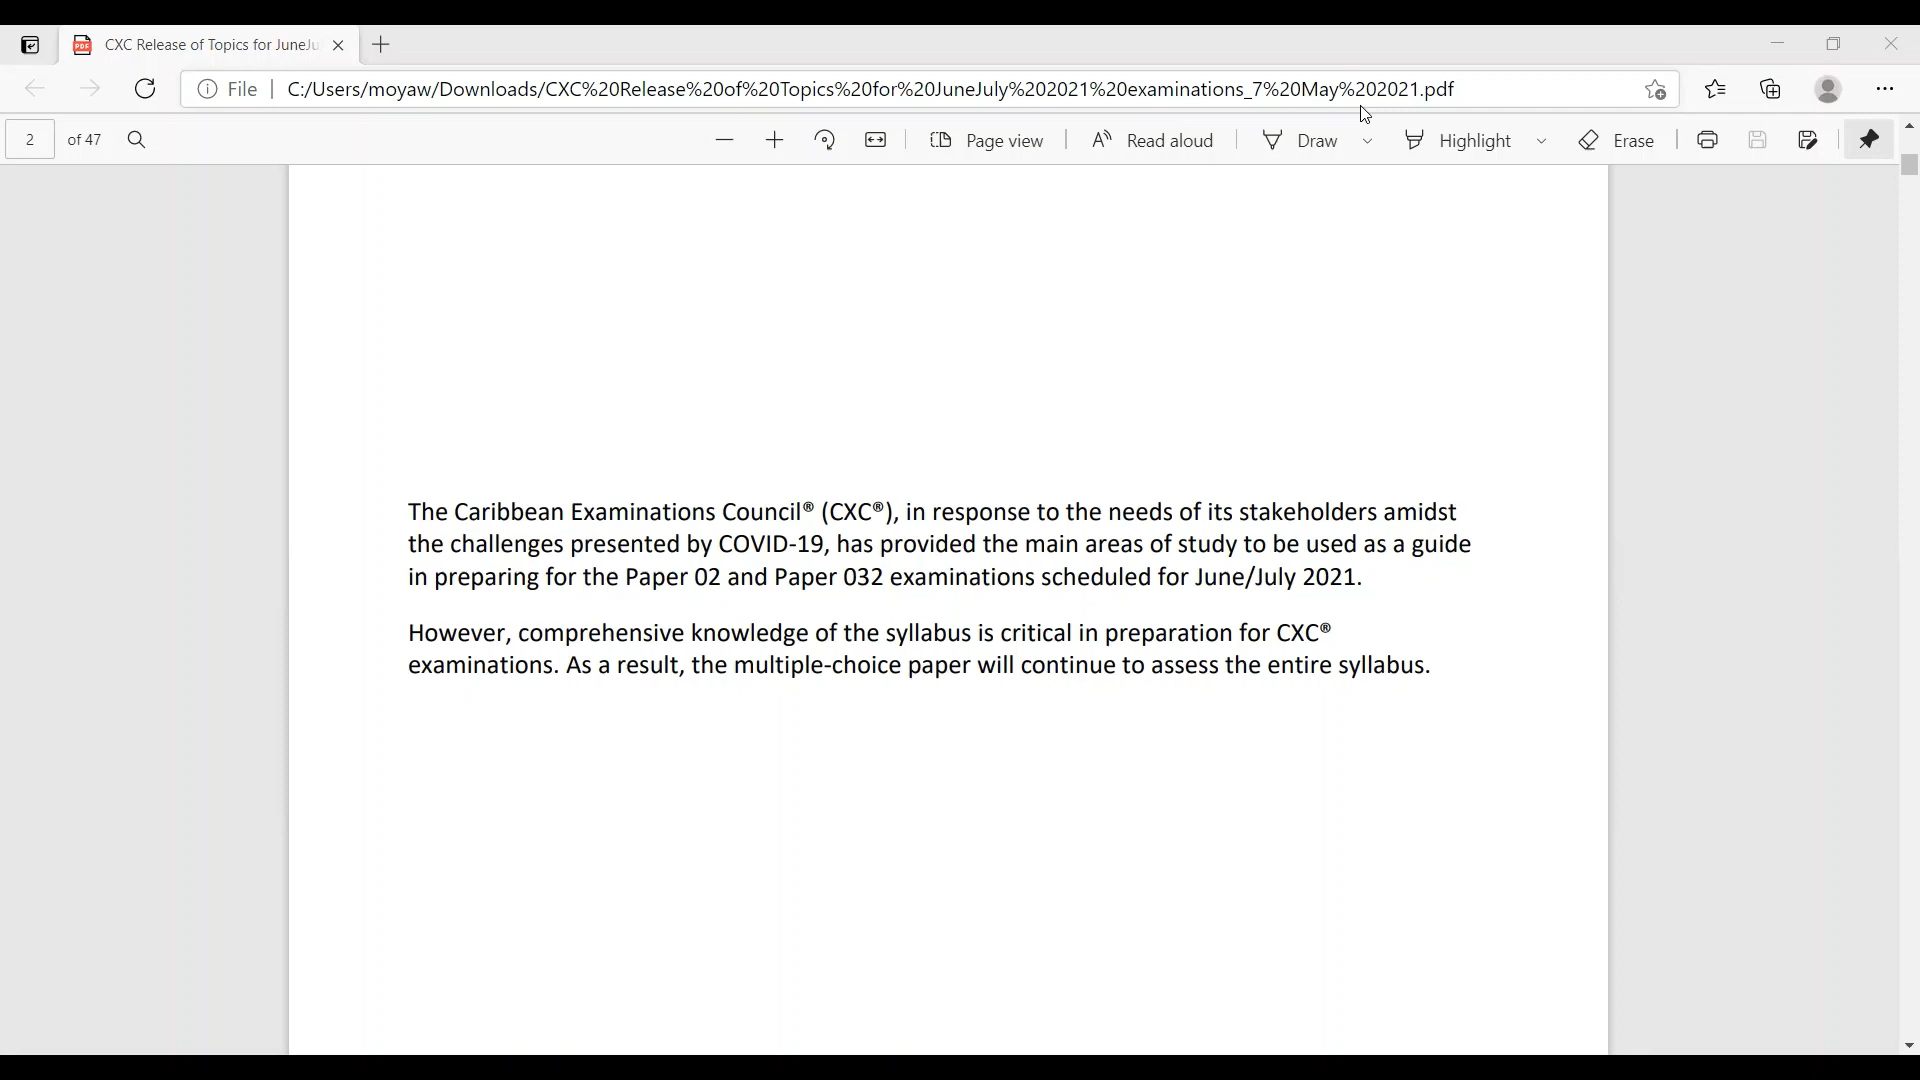 CXC Release of Topics for JuneJu
File C:/Users/moyaw/Downloads/CXC%20Release%20of%20Topics%20for%20JuneJuly%202021%20examinations_7%20May%202021.pdf
2 of 47 Page view Read aloud Draw Highlight Erase
The Caribbean Examinations Council® (CXC®), in response to the needs of its stakeholders amidst
the challenges presented by COVID-19, has provided the main areas of study to be used as a guide
in preparing for the Paper 02 and Paper 032 examinations scheduled for June/July 2021.
However, comprehensive knowledge of the syllabus is critical in preparation for CXC®
examinations. As a result, the multiple-choice paper will continue to assess the entire syllabus.